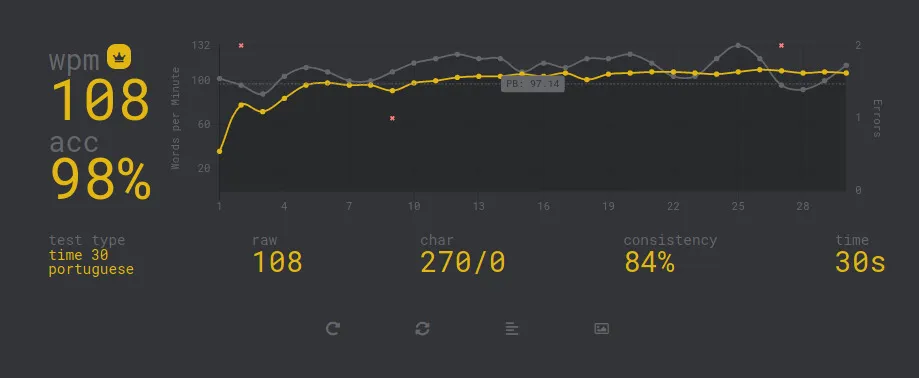 wpm
108
acc
98%
Words per Minute
132
100
60
20
PB: 97.14
2
1
0
Errors
1 4 7 10 13 16 19 22 25 28
test type
time 30
portuguese
raw
108
char
270/0
consistency
84%
time
30s